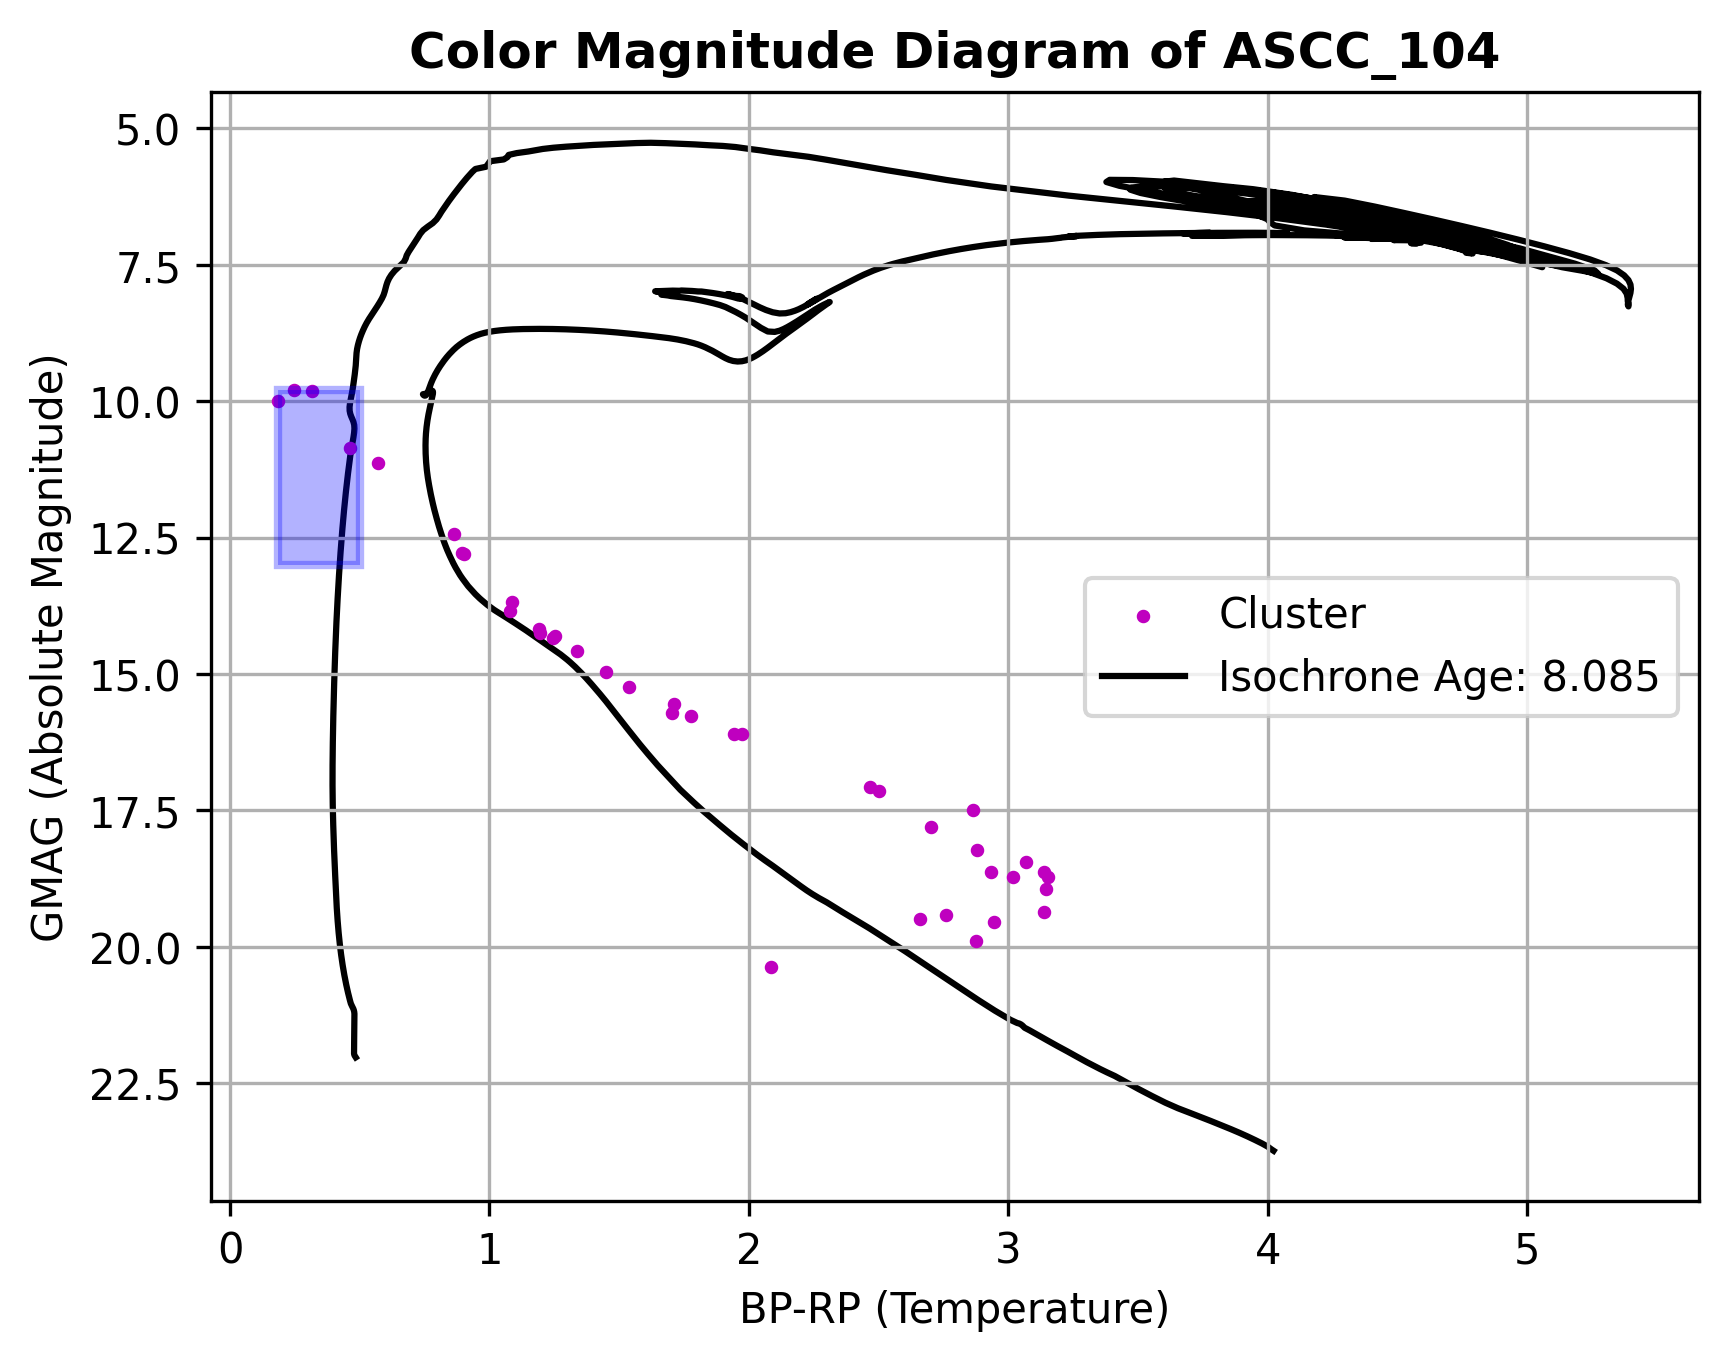 Color Magnitude Diagram of ASCC_104
GMAG (Absolute Magnitude)
5.0
7.5
10.0
12.5
15.0
17.5
20.0
22.5
Cluster
Isochrone Age: 8.085
0 1 2 3 4 5
BP-RP (Temperature)